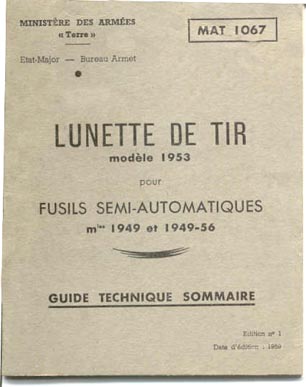 MINISTÈRE DES ARMÉES
« Terre »
Etat-Major — Bureau Armet
MAT 1067
LUNETTE DE TIR
modèle 1953
pour
FUSILS SEMI-AUTOMATIQUES
mles 1949 et 1949-56
GUIDE TECHNIQUE SOMMAIRE
Edition n° 1
Date d'édition : 1959